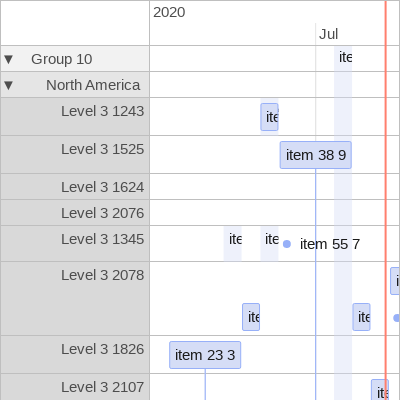 2020
Jul
▼ Group 10
ite
▼ North America
Level 3 1243
ite
Level 3 1525
item 38 9
Level 3 1624
Level 3 2076
Level 3 1345
ite
ite
item 55 7
Level 3 2078
i
ite
ite
Level 3 1826
item 23 3
Level 3 2107
ite